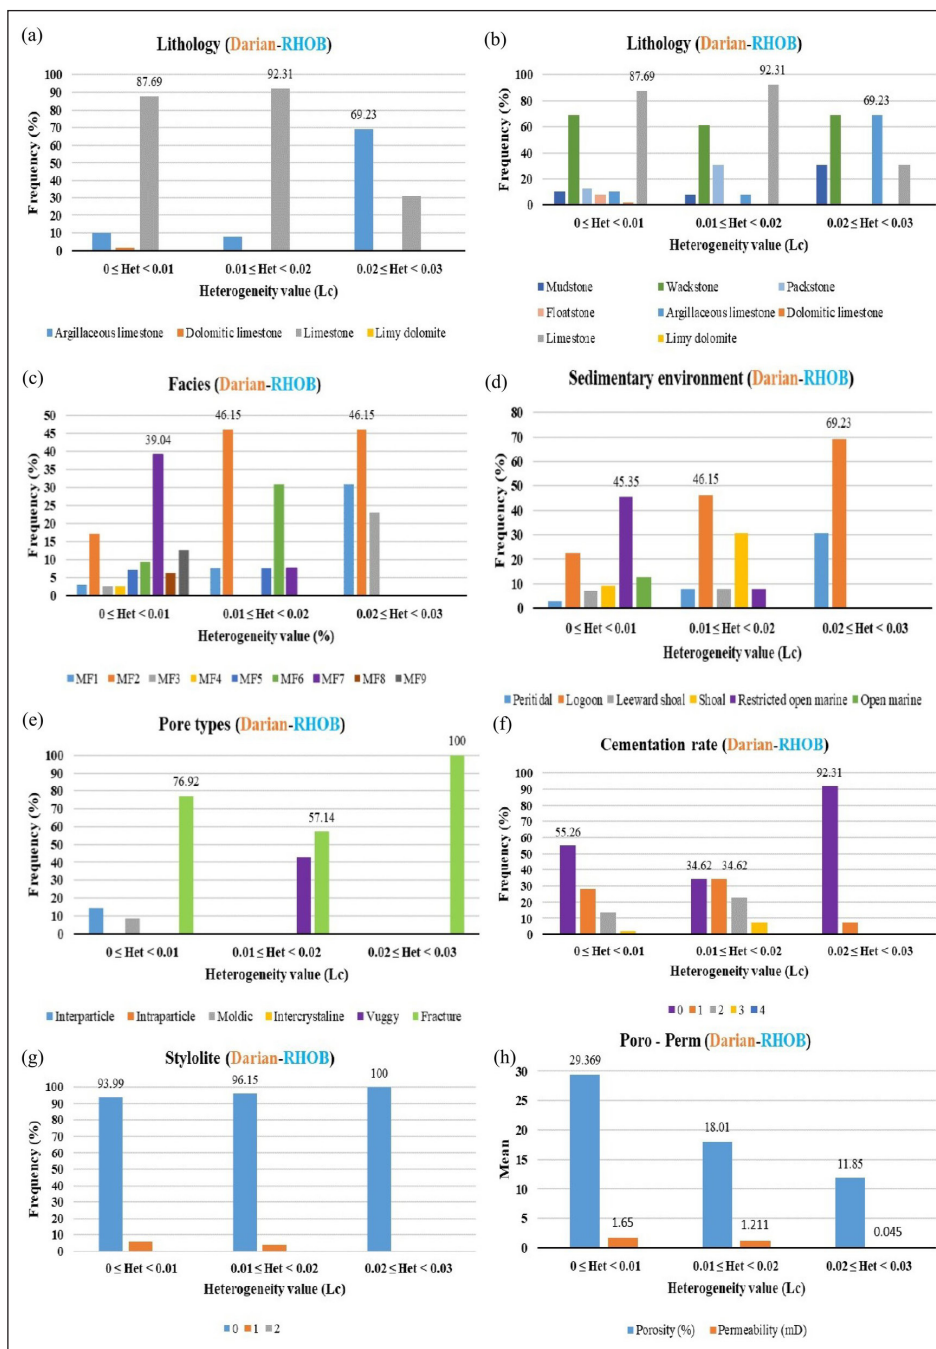 (a)
Lithology (Darian-RHOB)
Frequency (%)
100
90
80
70
60
50
40
30
20
10
0
87.69
92.31
69.23
0 ≤ Het < 0.01
0.01 ≤ Het < 0.02
0.02 ≤ Het < 0.03
Heterogeneity value (Lc)
Argillaceous limestone
Dolomitic limestone
Limestone
Limy dolomite
(b)
Lithology (Darian-RHOB)
Frequency (%)
100
80
60
40
20
0
87.69
92.31
69.23
0 ≤ Het < 0.01
0.01 ≤ Het < 0.02
0.02 ≤ Het < 0.03
Heterogeneity value (Lc)
Mudstone
Wackstone
Packstone
Floatstone
Argillaceous limestone
Dolomitic limestone
Limestone
Limy dolomite
(c)
Facies (Darian-RHOB)
Frequency (%)
50
45
40
35
30
25
20
15
10
5
0
39.04
46.15
46.15
0 ≤ Het < 0.01
0.01 ≤ Het < 0.02
0.02 ≤ Het < 0.03
Heterogeneity value (%)
MF1
MF2
MF3
MF4
MF5
MF6
MF7
MF8
MF9
(d)
Sedimentary environment (Darian-RHOB)
Frequency (%)
80
70
60
50
40
30
20
10
0
45.35
46.15
69.23
0 ≤ Het < 0.01
0.01 ≤ Het < 0.02
0.02 ≤ Het < 0.03
Heterogeneity value (Lc)
Peritidal
Logoon
Leeward shoal
Shoal
Restricted open marine
Open marine
(e)
Pore types (Darian-RHOB)
Frequency (%)
100
90
80
70
60
50
40
30
20
10
0
76.92
57.14
100
0 ≤ Het < 0.01
0.01 ≤ Het < 0.02
0.02 ≤ Het < 0.03
Heterogeneity value (Lc)
Interparticle
Intraparticle
Moldic
Intercrystaline
Vuggy
Fracture
(f)
Cementation rate (Darian-RHOB)
Frequency (%)
100
90
80
70
60
50
40
30
20
10
0
55.26
34.62
34.62
92.31
0 ≤ Het < 0.01
0.01 ≤ Het < 0.02
0.02 ≤ Het < 0.03
Heterogeneity value (Lc)
0
1
2
3
4
(g)
Stylolite (Darian-RHOB)
Frequency (%)
100
90
80
70
60
50
40
30
20
10
0
93.99
96.15
100
0 ≤ Het < 0.01
0.01 ≤ Het < 0.02
0.02 ≤ Het < 0.03
Heterogeneity value (Lc)
0
1
2
(h)
Poro - Perm (Darian-RHOB)
Mean
30
25
20
15
10
5
0
29.369
1.65
18.01
1.211
11.85
0.045
0 ≤ Het < 0.01
0.01 ≤ Het < 0.02
0.02 ≤ Het < 0.03
Heterogeneity value (Lc)
Porosity (%)
Permeability (mD)